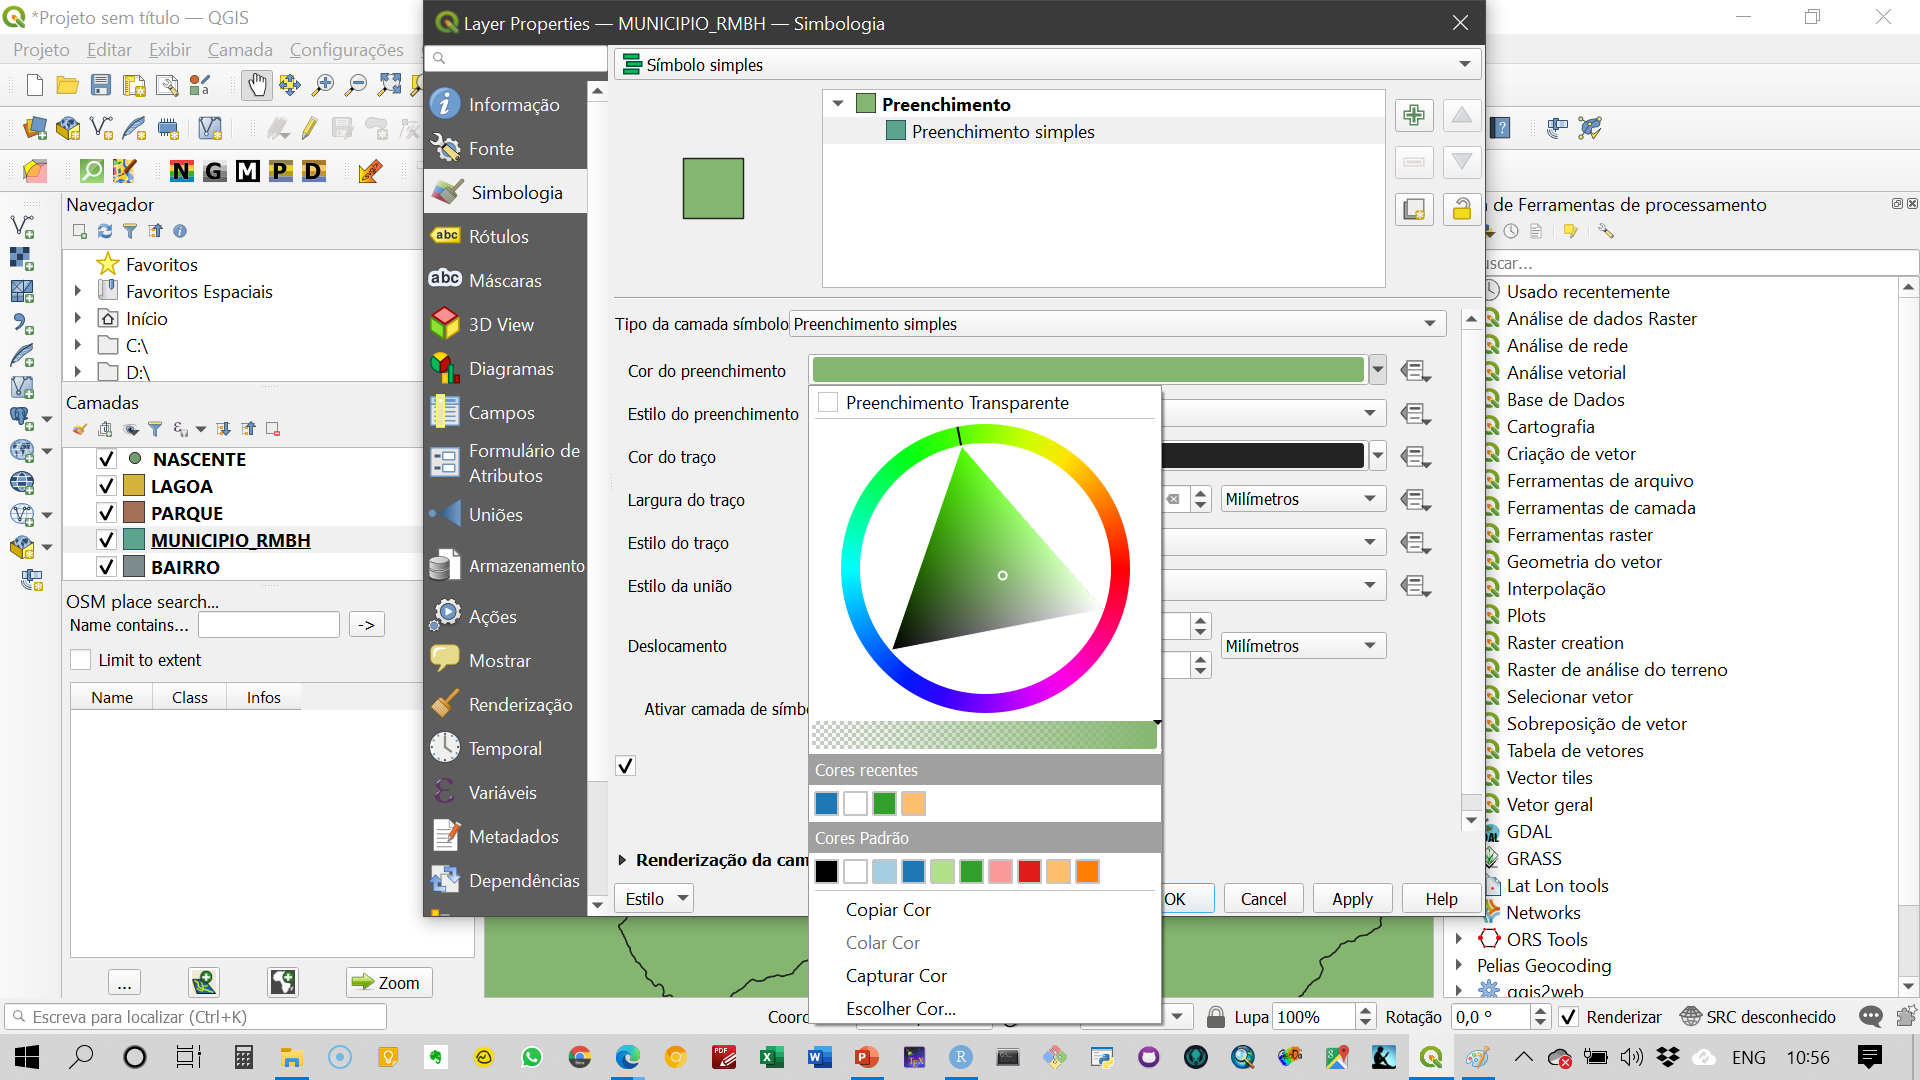 *Projeto sem título — QGIS
Projeto Editar Exibir Camada Configurações
Layer Properties — MUNICIPIO_RMBH — Simbologia
Símbolo simples
Informação
Fonte
Simbologia
Rótulos
Máscaras
3D View
Diagramas
Campos
Formulário de
Atributos
Uniões
Armazenamento
Ações
Mostrar
Renderização
Temporal
Variáveis
Metadados
Dependências
Preenchimento
Preenchimento simples
Tipo da camada símbolo Preenchimento simples
Cor do preenchimento
Estilo do preenchimento
Cor do traço
Largura do traço
Milímetros
Estilo do traço
Estilo da união
Deslocamento
Milímetros
Ativar camada de símbo
Renderização da cam
Estilo
OK Cancel Apply Help
Preenchimento Transparente
Cores recentes
Cores Padrão
Copiar Cor
Colar Cor
Capturar Cor
Escolher Cor...
N G M P D
Navegador
Favoritos
Favoritos Espaciais
Início
C:\
D:\
Camadas
NASCENTE
LAGOA
PARQUE
MUNICIPIO_RMBH
BAIRRO
OSM place search...
Name contains... ->
Limit to extent
Name Class Infos
... Zoom
de Ferramentas de processamento
uscar...
Usado recentemente
Análise de dados Raster
Análise de rede
Análise vetorial
Base de Dados
Cartografia
Criação de vetor
Ferramentas de arquivo
Ferramentas de camada
Ferramentas raster
Geometria do vetor
Interpolação
Plots
Raster creation
Raster de análise do terreno
Selecionar vetor
Sobreposição de vetor
Tabela de vetores
Vector tiles
Vetor geral
GDAL
GRASS
Lat Lon tools
Networks
ORS Tools
Pelias Geocoding
qgis2web
Escreva para localizar (Ctrl+K)
Coord
Lupa 100% Rotação 0,0 ° Renderizar SRC desconhecido
ENG 10:56